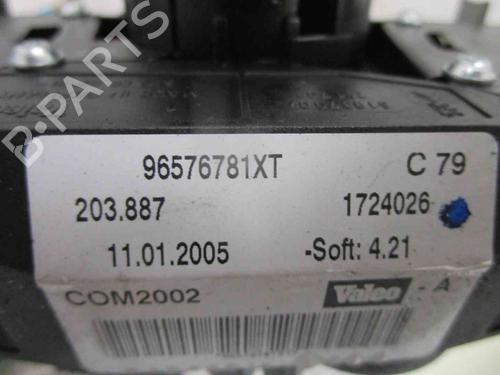 B-PARTS
96576781XT
C 79
203.887
1724026
11.01.2005
-Soft: 4.21
COM2002
Valeo
- A